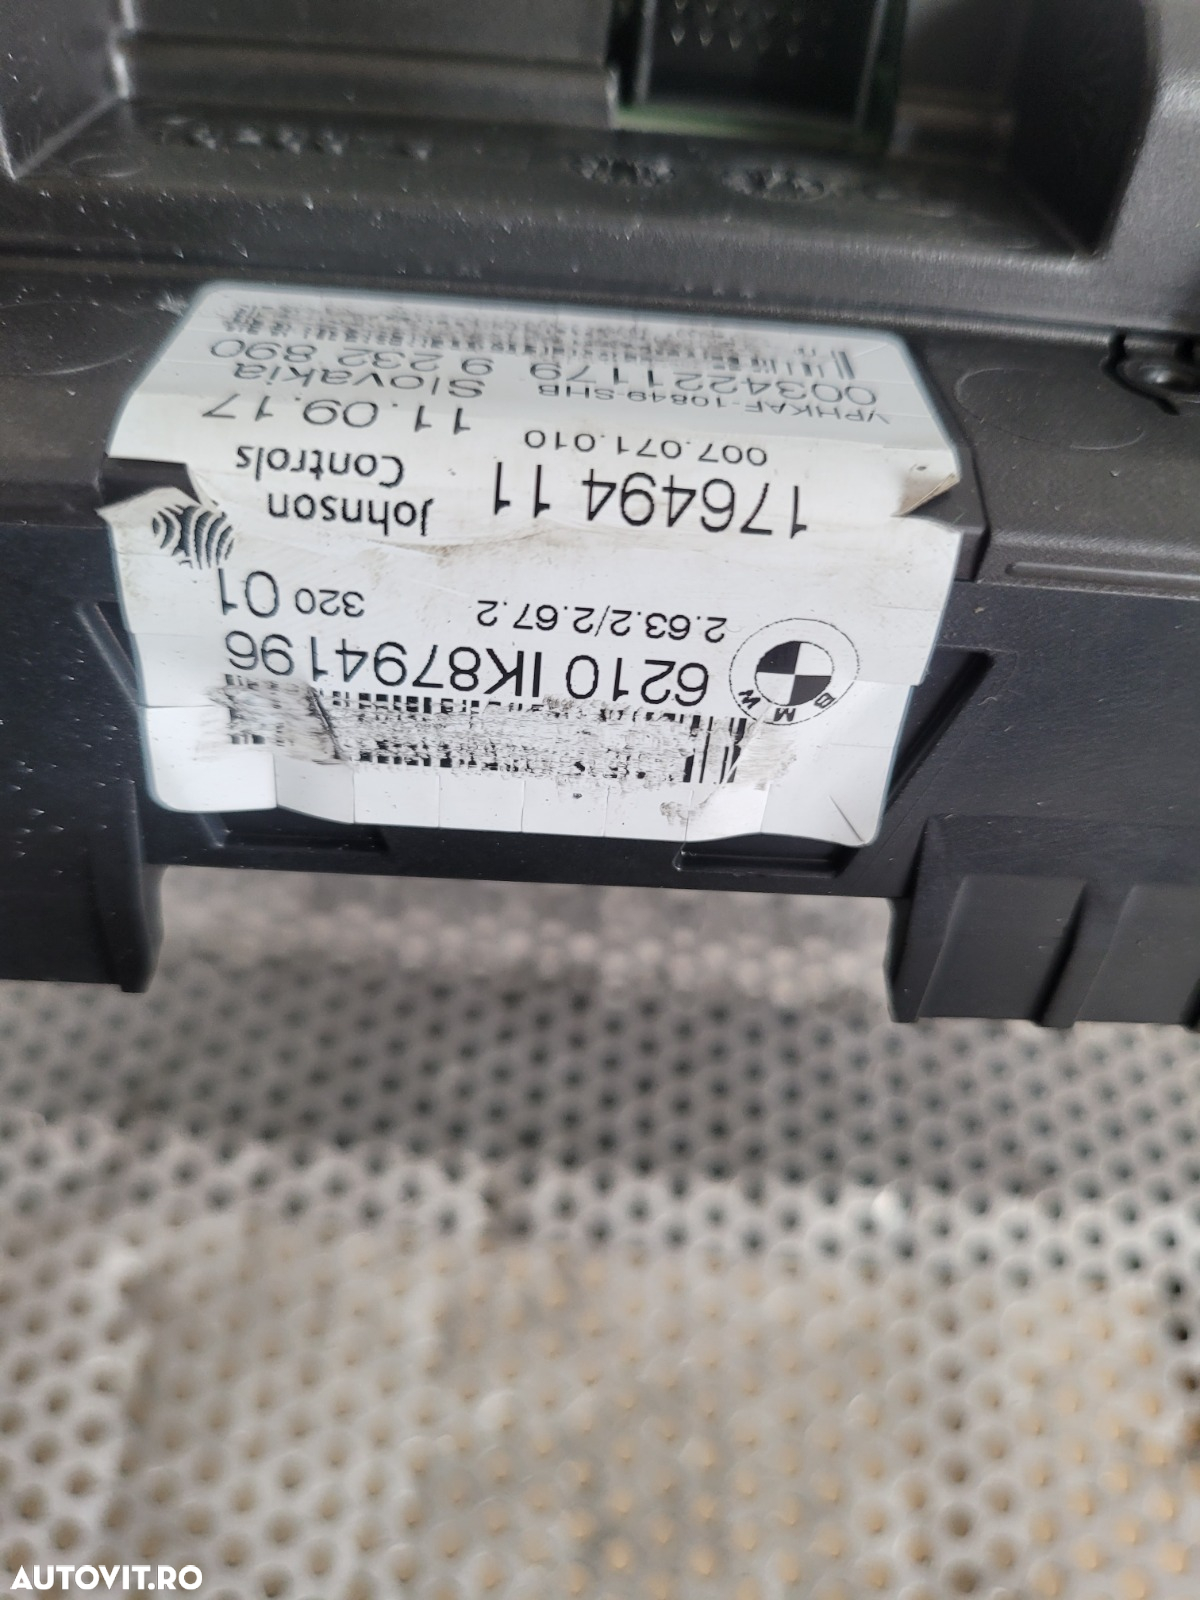 B M W
6210 IK8794196
2.63.2/2.67.2 320 01
Johnson
Controls
176494 11
007.071.010
11.09.17
VPHKAF-10849-SHB Slovakia
0034221179 9 232 890
AUTOVIT.RO